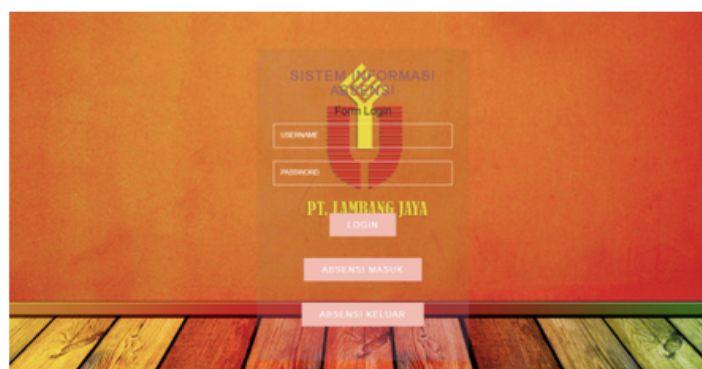 SISTEM INFORMASI
ABSENSI
Form Login
USERNAME
PASSWORD
PT. LAMBANG JAYA
LOGIN
ABSENSI MASUK
ABSENSI KELUAR